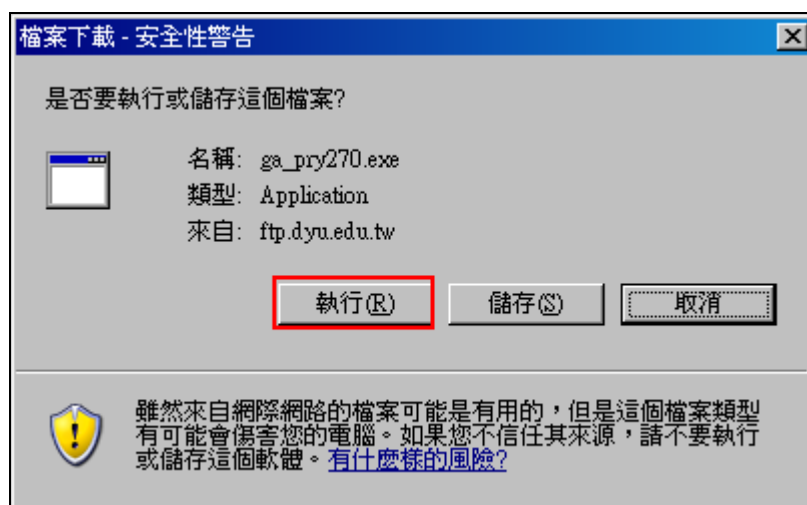 檔案下載 - 安全性警告
是否要執行或儲存這個檔案?
名稱: ga_pry270.exe
類型: Application
來自: ftp.dyu.edu.tw
執行(R) 儲存(S) 取消
雖然來自網際網路的檔案可能是有用的，但是這個檔案類型
有可能會傷害您的電腦。如果您不信任其來源，請不要執行
或儲存這個軟體。有什麼樣的風險?